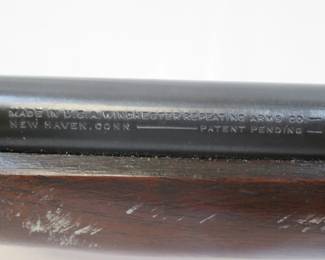 MADE IN U.S.A. WINCHESTER REPEATING ARMS CO.
NEW HAVEN, CONN ——— PATENT PENDING —